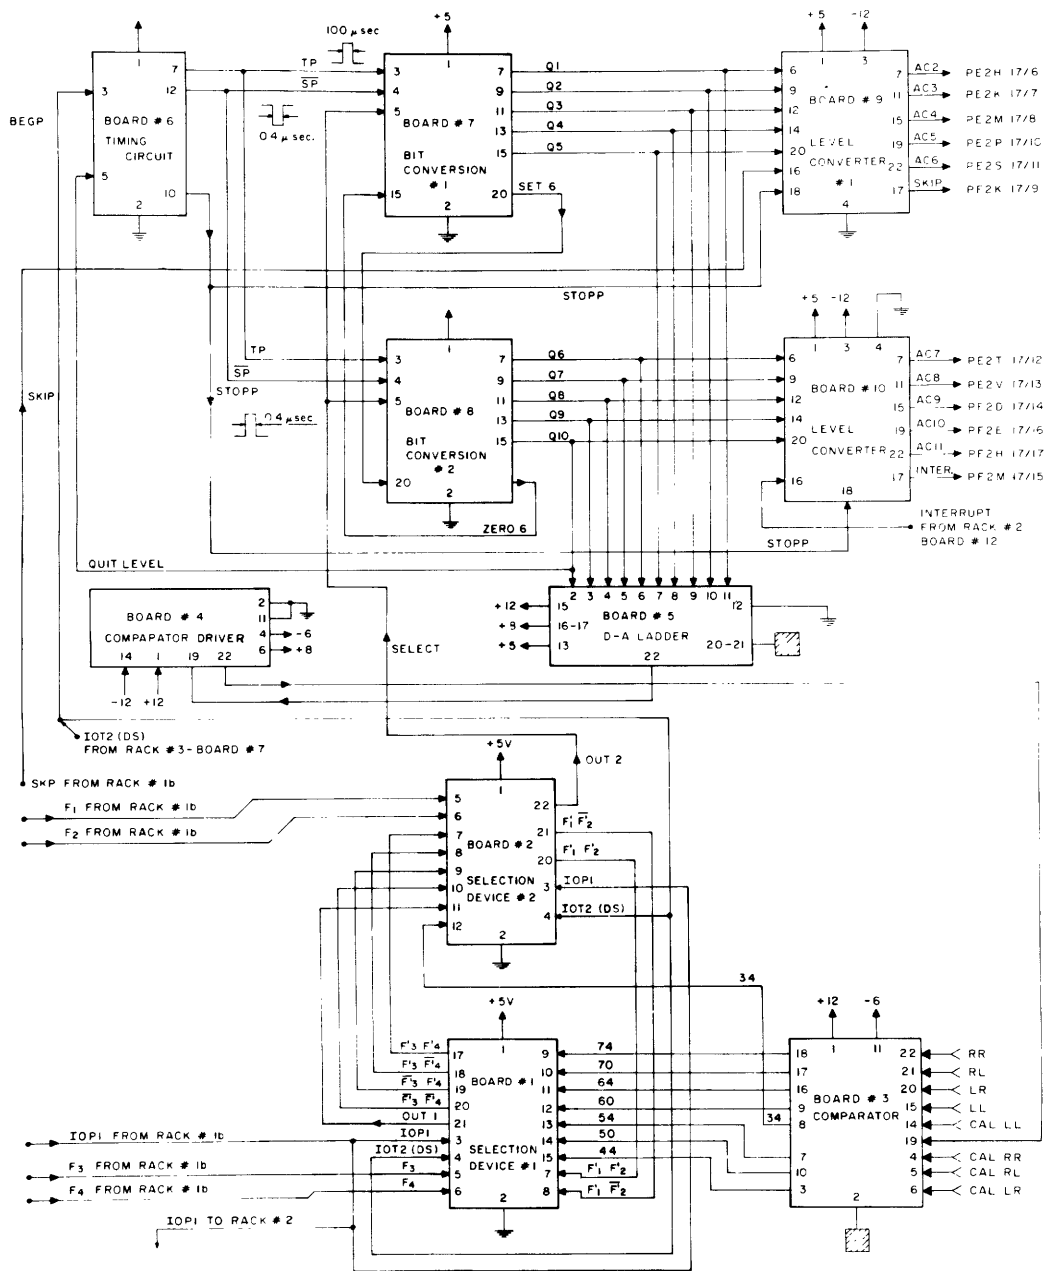 +5
100 μsec
TP
SP
0.4 μ sec.
BEGP
1
7
12
3
BOARD #6
TIMING
CIRCUIT
5
10
2
1
3
4
5
BOARD #7
BIT
CONVERSION
#1
15
2
7
9
11
13
15
20
SET 6
Q1
Q2
Q3
Q4
Q5
+5
-12
1
3
6
9
12
14
20
16
18
BOARD #9
LEVEL
CONVERTER
#1
4
7
11
15
19
22
17
AC2
AC3
AC4
AC5
AC6
SKIP
PE2H 17/6
PE2K 17/7
PE2M 17/8
PE2P 17/10
PE2S 17/11
PF2K 17/9
STOPP
TP
SP
STOPP
0.4 μsec
SKIP
1
3
4
5
BOARD #8
BIT
CONVERSION
#2
20
2
7
9
11
13
15
ZERO 6
Q6
Q7
Q8
Q9
Q10
+5
-12
1
3
4
6
9
12
14
20
16
18
BOARD #10
LEVEL
CONVERTER
7
11
15
19
22
17
AC7
AC8
AC9
AC10
AC11
INTER.
PE2T 17/12
PE2V 17/13
PF2D 17/14
PF2E 17/16
PF2H 17/17
PF2M 17/15
INTERRUPT
FROM RACK #2
BOARD #12
STOPP
QUIT LEVEL
BOARD #4
COMPAPATOR DRIVER
2
11
4
6
-6
+8
14
1
19
22
-12
+12
SELECT
2
3
4
5
6
7
8
9
10
11
12
+12
15
+8
16-17
+5
13
BOARD #5
D-A LADDER
20-21
22
IOT2 (DS)
FROM RACK #3-BOARD #7
SKP FROM RACK # 1b
F1 FROM RACK # 1b
F2 FROM RACK # 1b
+5V
OUT 2
1
5
6
7
8
9
10
11
12
BOARD #2
SELECTION
DEVICE #2
2
22
21
20
3
4
F'1 F'2
F'1 F'2
IOP1
IOT2 (DS)
34
+5V
F'3 F'4
F'3 F'4
F'3 F'4
F'3 F'4
OUT 1
IOP1
IOT2 (DS)
F3
F4
1
17
18
19
20
21
3
4
5
6
BOARD #1
SELECTION
DEVICE #1
2
9
10
11
12
13
14
15
7
8
74
70
64
60
54
50
44
F'1 F'2
F'1 F'2
34
+12
-6
1
11
18
17
16
9
8
7
10
3
BOARD #3
COMPARATOR
2
22
21
20
15
14
19
4
5
6
RR
RL
LR
LL
CAL LL
CAL RR
CAL RL
CAL LR
IOP1 FROM RACK # 1b
F3 FROM RACK # 1b
F4 FROM RACK # 1b
IOP1 TO RACK #2